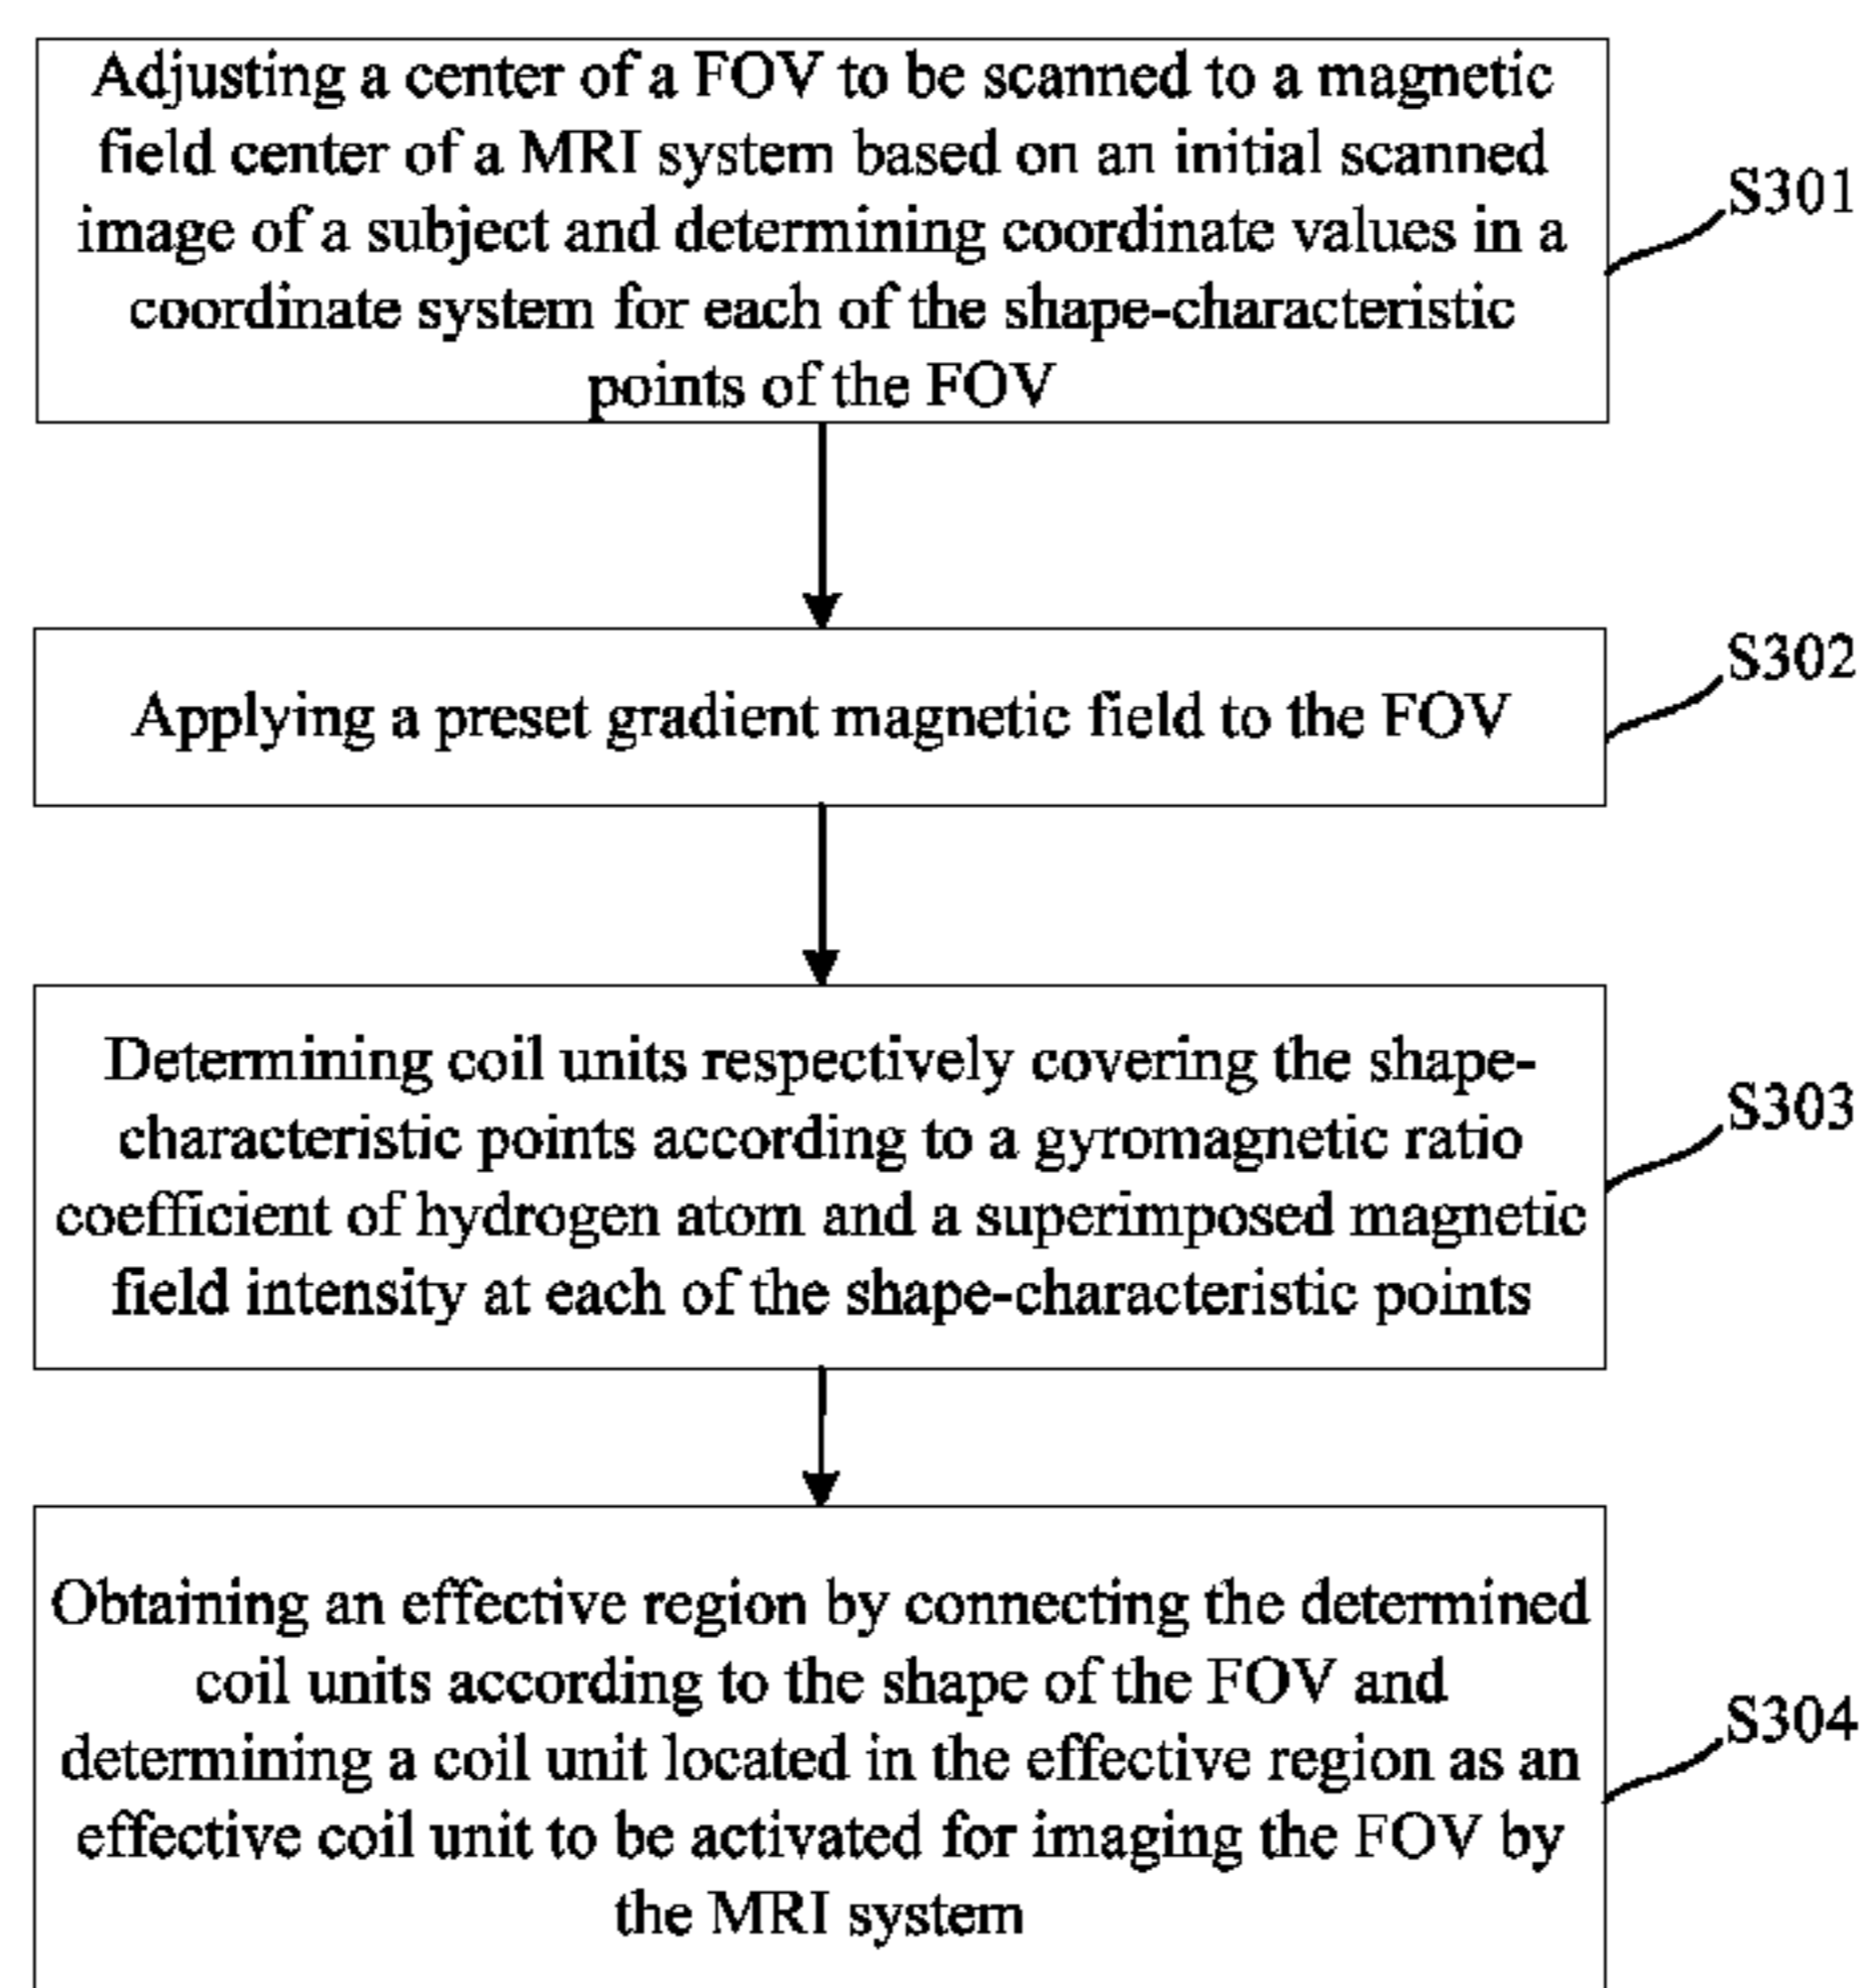 Adjusting a center of a FOV to be scanned to a magnetic
field center of a MRI system based on an initial scanned
image of a subject and determining coordinate values in a
coordinate system for each of the shape-characteristic
points of the FOV
S301
Applying a preset gradient magnetic field to the FOV
S302
Determining coil units respectively covering the shape-
characteristic points according to a gyromagnetic ratio
coefficient of hydrogen atom and a superimposed magnetic
field intensity at each of the shape-characteristic points
S303
Obtaining an effective region by connecting the determined
coil units according to the shape of the FOV and
determining a coil unit located in the effective region as an
effective coil unit to be activated for imaging the FOV by
the MRI system
S304